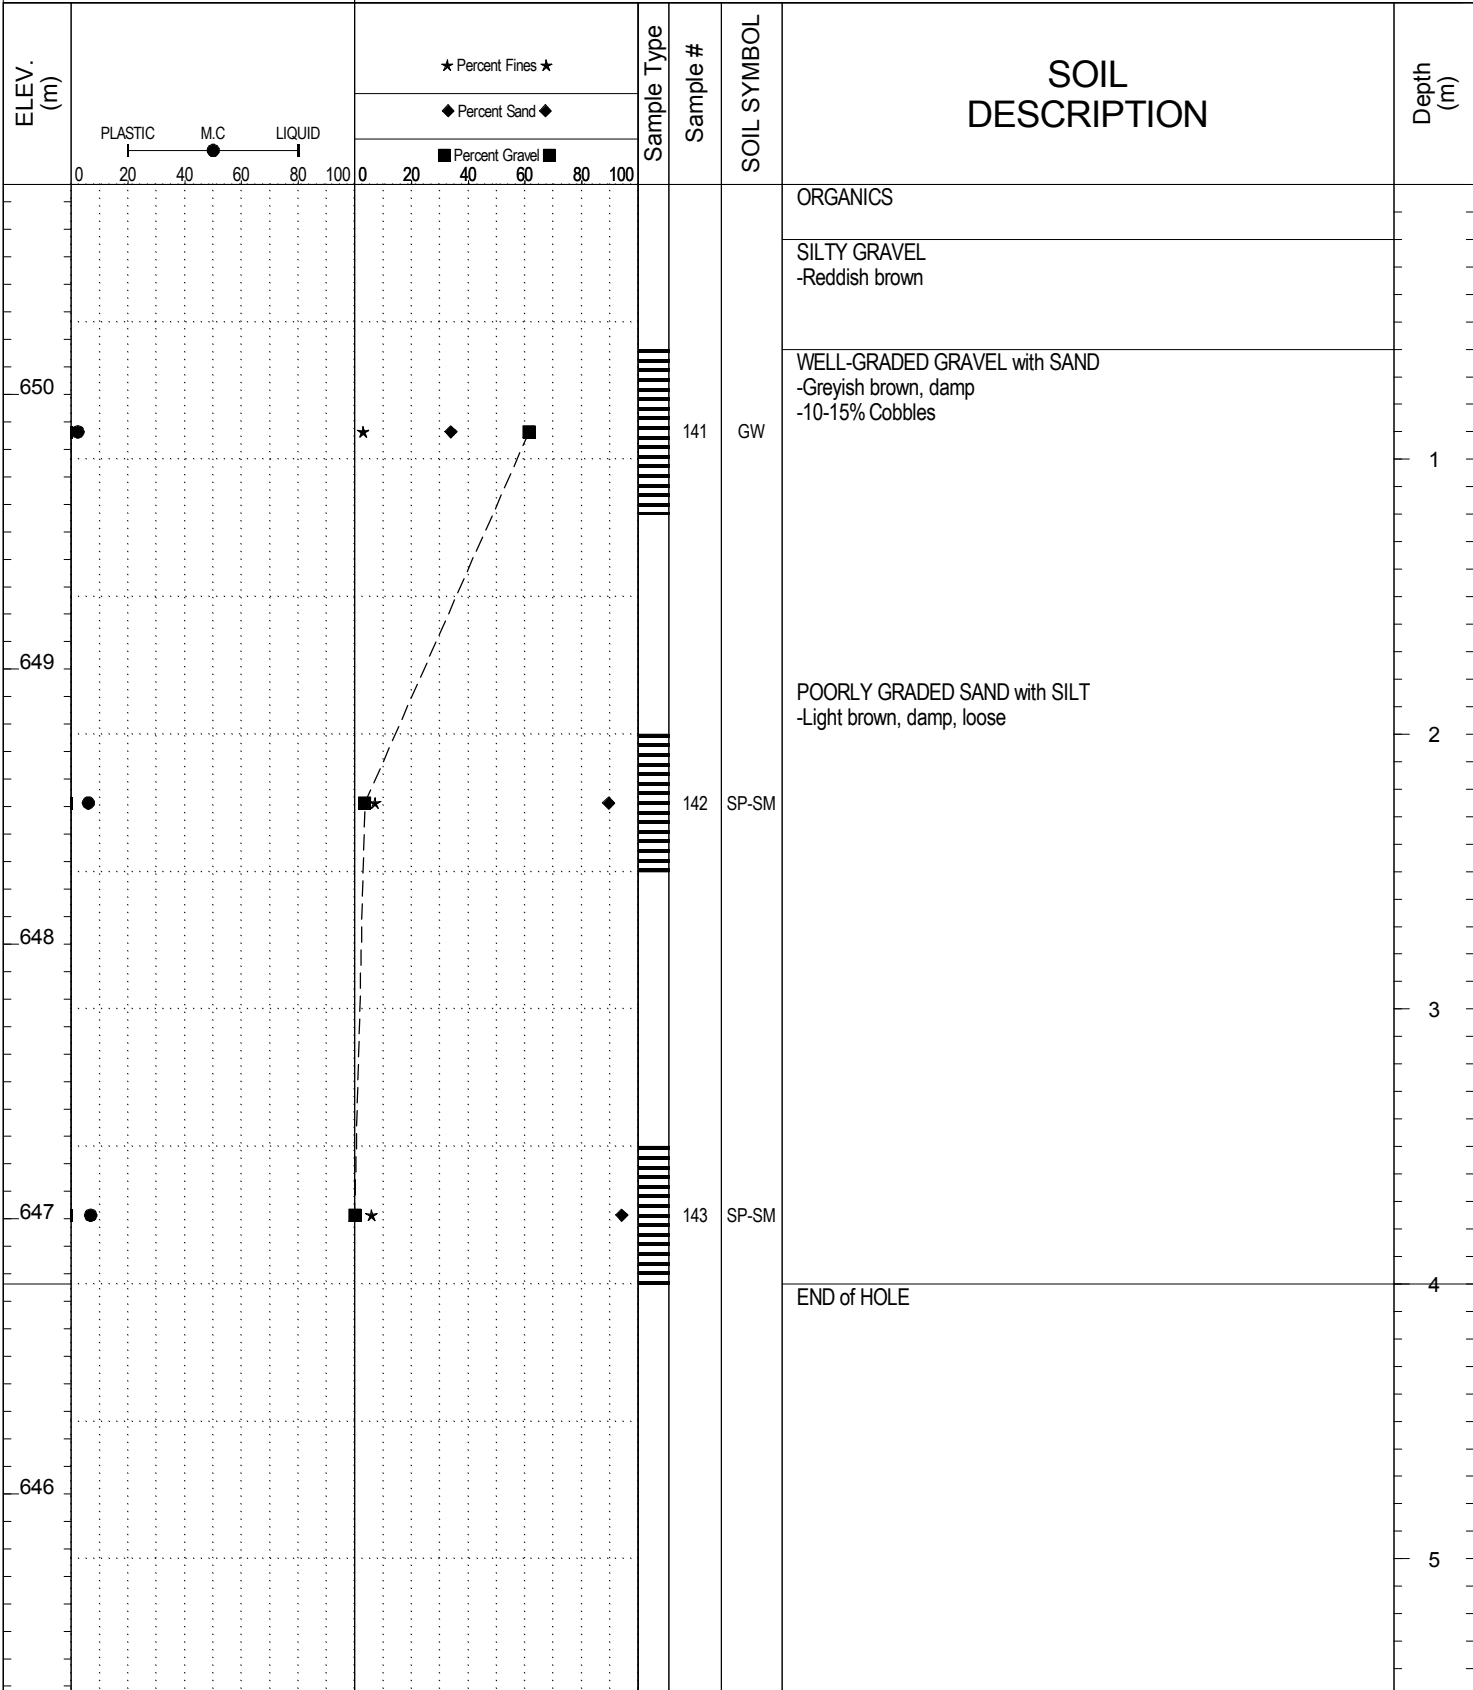 ELEV.
(m)
PLASTIC M.C LIQUID
0 20 40 60 80 100
★ Percent Fines ★
◆ Percent Sand ◆
■ Percent Gravel ■
0 20 40 60 80 100
Sample Type
Sample #
SOIL SYMBOL
SOIL
DESCRIPTION
Depth
(m)
ORGANICS
SILTY GRAVEL
-Reddish brown
WELL-GRADED GRAVEL with SAND
-Greyish brown, damp
-10-15% Cobbles
650
141 GW
1
649
POORLY GRADED SAND with SILT
-Light brown, damp, loose
2
142 SP-SM
648
3
647
143 SP-SM
4
END of HOLE
646
5